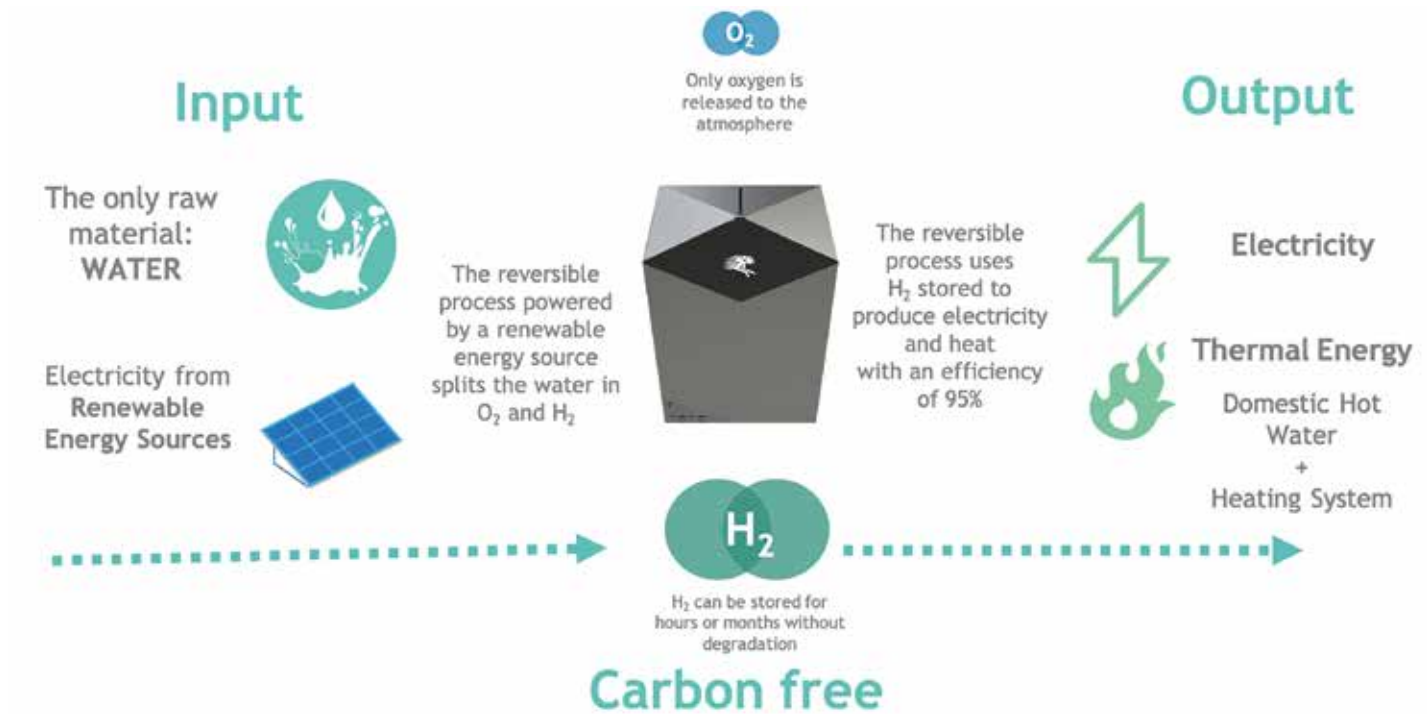 O2
Only oxygen is
released to the
atmosphere
Input
Output
The only raw
material:
WATER
Electricity from
Renewable
Energy Sources
The reversible
process powered
by a renewable
energy source
splits the water in
O₂ and H₂
The reversible
process uses
H₂ stored to
produce electricity
and heat
with an efficiency
of 95%
Electricity
Thermal Energy
Domestic Hot
Water
+
Heating System
H₂
H₂ can be stored for
hours or months without
degradation
Carbon free